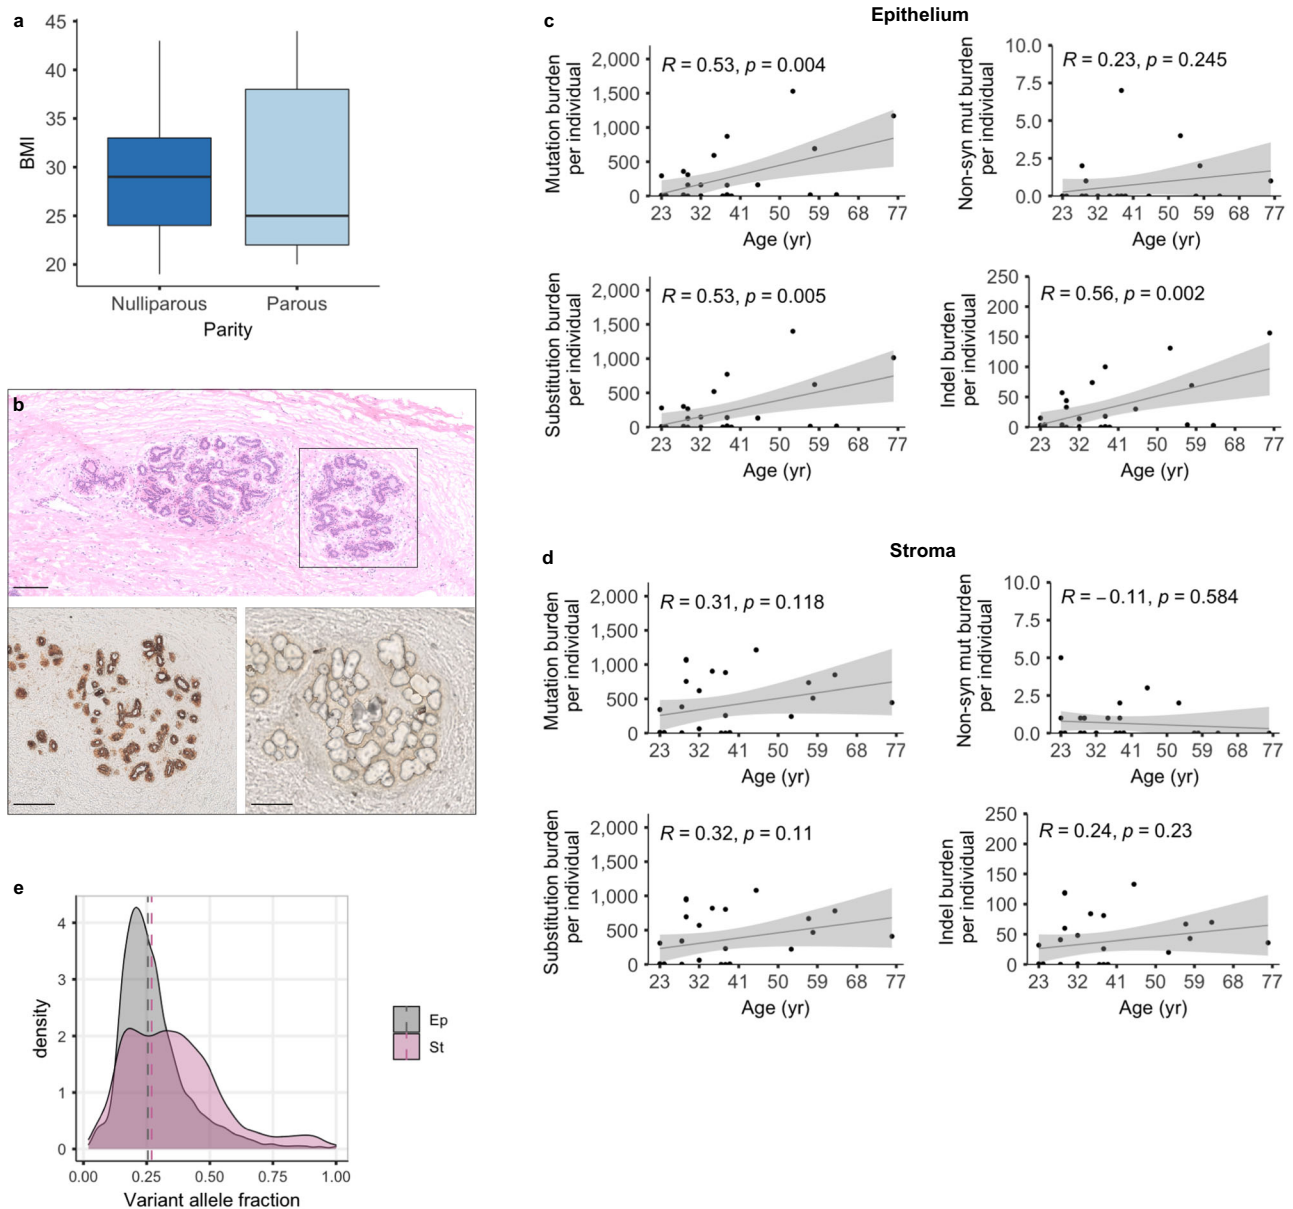 a
45
40
35
30
25
20
BMI
Nulliparous
Parous
Parity
b
c
Epithelium
Mutation burden
per individual
2,000
1,500
1,000
500
0
R = 0.53, p = 0.004
23 32 41 50 59 68 77
Age (yr)
Non-syn mut burden
per individual
10.0
7.5
5.0
2.5
0.0
R = 0.23, p = 0.245
23 32 41 50 59 68 77
Age (yr)
Substitution burden
per individual
2,000
1,500
1,000
500
0
R = 0.53, p = 0.005
23 32 41 50 59 68 77
Age (yr)
Indel burden
per individual
250
200
150
100
50
0
R = 0.56, p = 0.002
23 32 41 50 59 68 77
Age (yr)
d
Stroma
Mutation burden
per individual
2,000
1,500
1,000
500
0
R = 0.31, p = 0.118
23 32 41 50 59 68 77
Age (yr)
Non-syn mut burden
per individual
10.0
7.5
5.0
2.5
0.0
R = −0.11, p = 0.584
23 32 41 50 59 68 77
Age (yr)
Substitution burden
per individual
2,000
1,500
1,000
500
0
R = 0.32, p = 0.11
23 32 41 50 59 68 77
Age (yr)
Indel burden
per individual
250
200
150
100
50
0
R = 0.24, p = 0.23
23 32 41 50 59 68 77
Age (yr)
e
density
4
3
2
1
0
0.00 0.25 0.50 0.75 1.00
Variant allele fraction
Ep
St